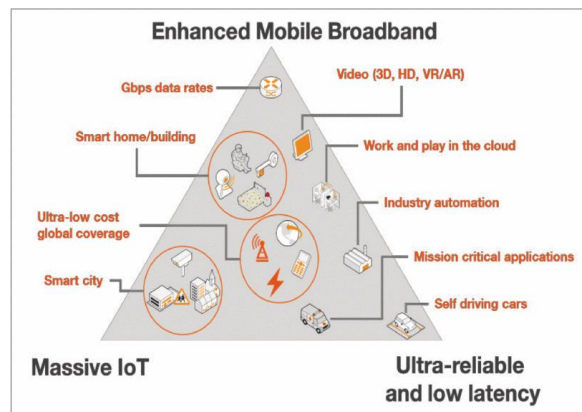 Enhanced Mobile Broadband
Video (3D, HD, VR/AR)
Gbps data rates
Smart home/building
Work and play in the cloud
Industry automation
Ultra-low cost
global coverage
Mission critical applications
Smart city
Self driving cars
Massive IoT
Ultra-reliable
and low latency